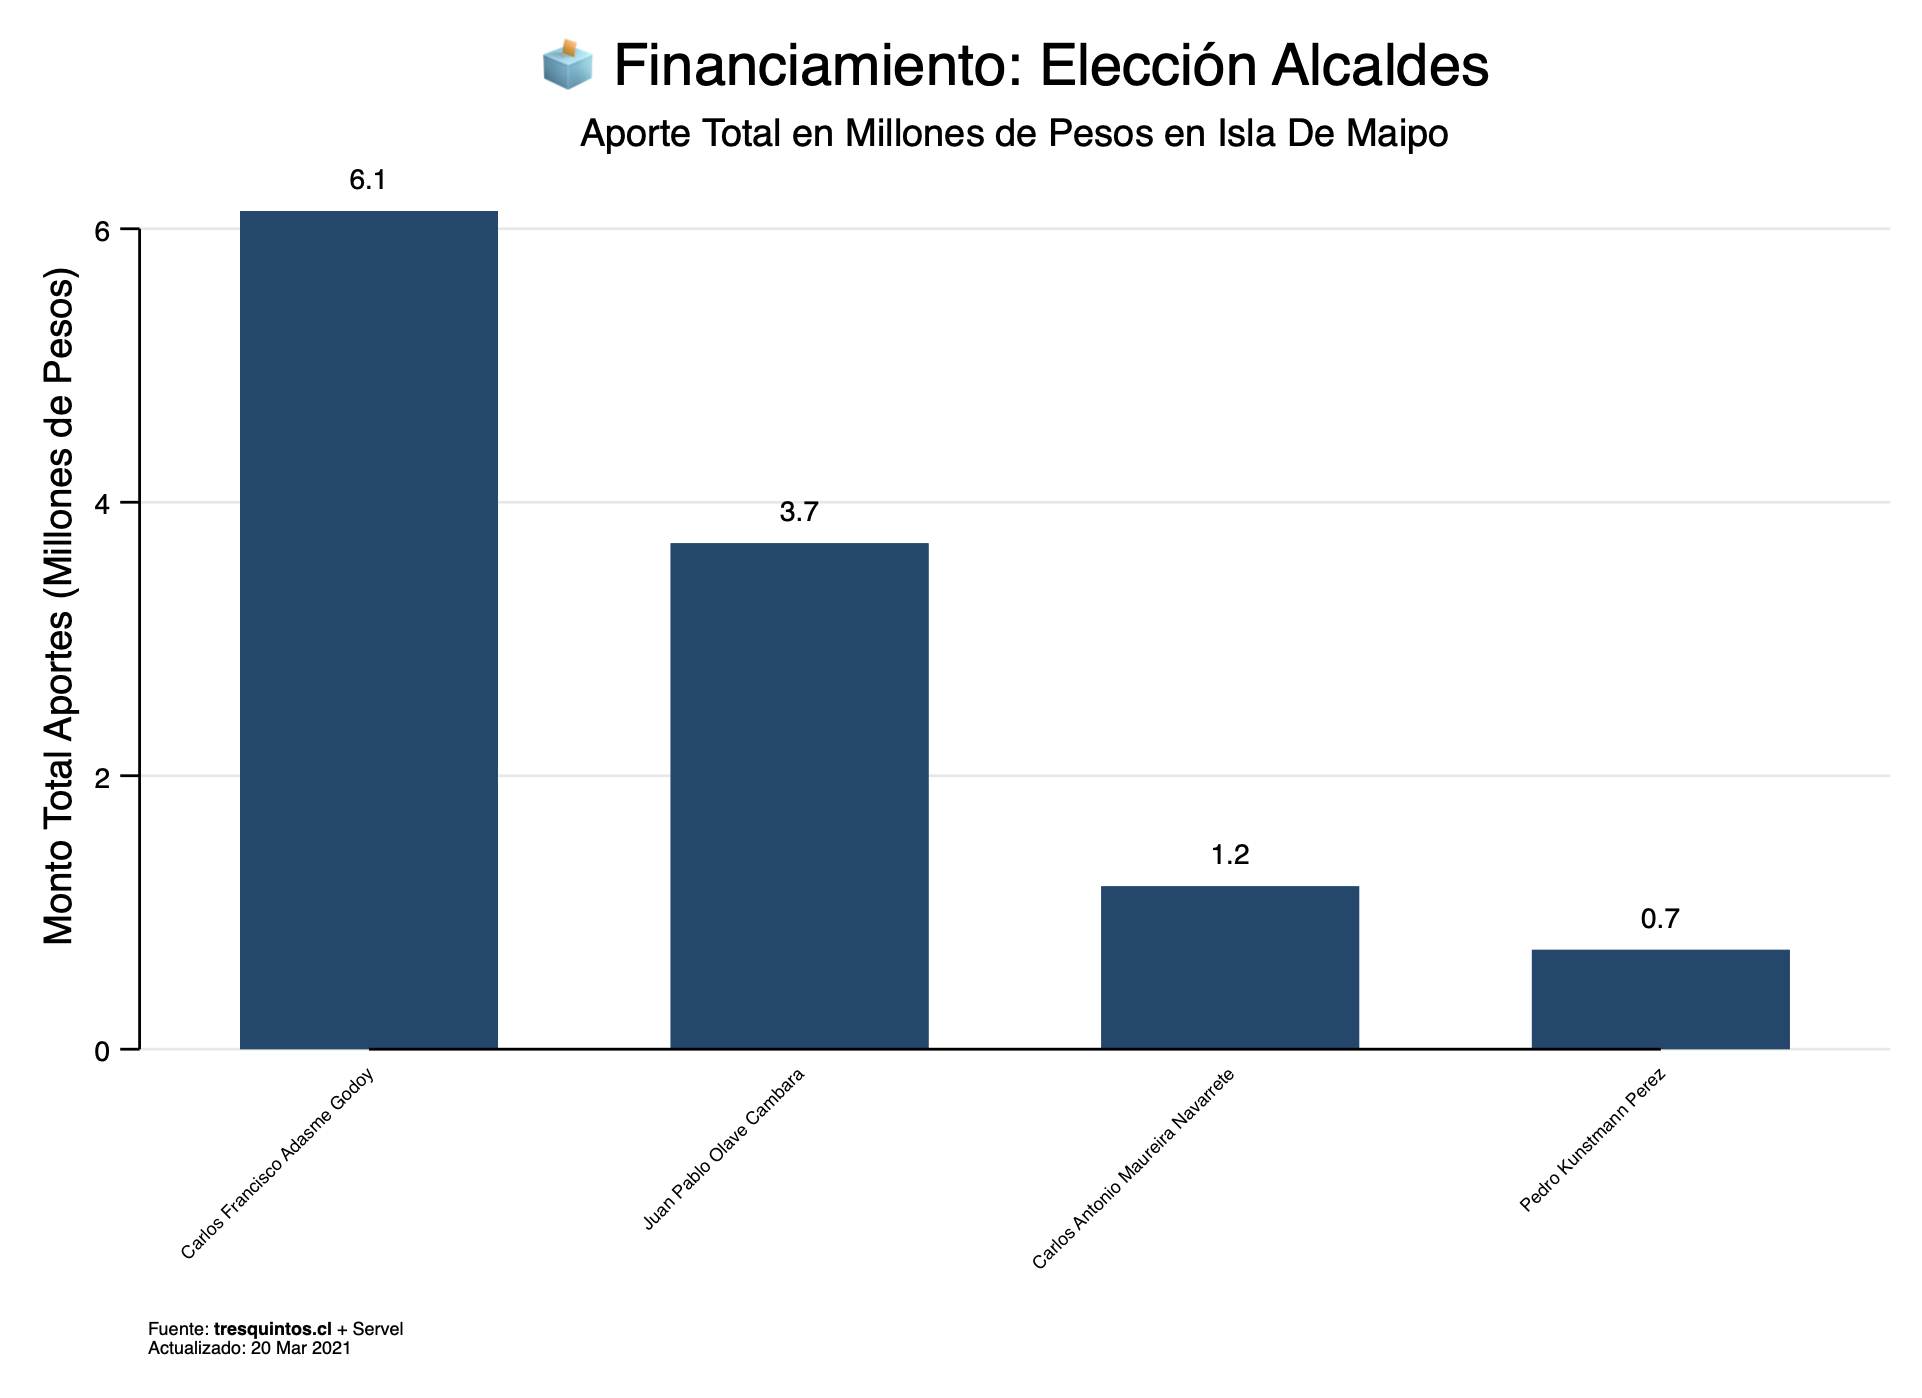 Financiamiento: Elección Alcaldes
Aporte Total en Millones de Pesos en Isla De Maipo
Monto Total Aportes (Millones de Pesos)
6
4
2
0
6.1
3.7
1.2
0.7
Carlos Francisco Adasme Godoy
Juan Pablo Olave Cambara
Carlos Antonio Maureira Navarrete
Pedro Kunstmann Perez
Fuente: tresquintos.cl + Servel
Actualizado: 20 Mar 2021